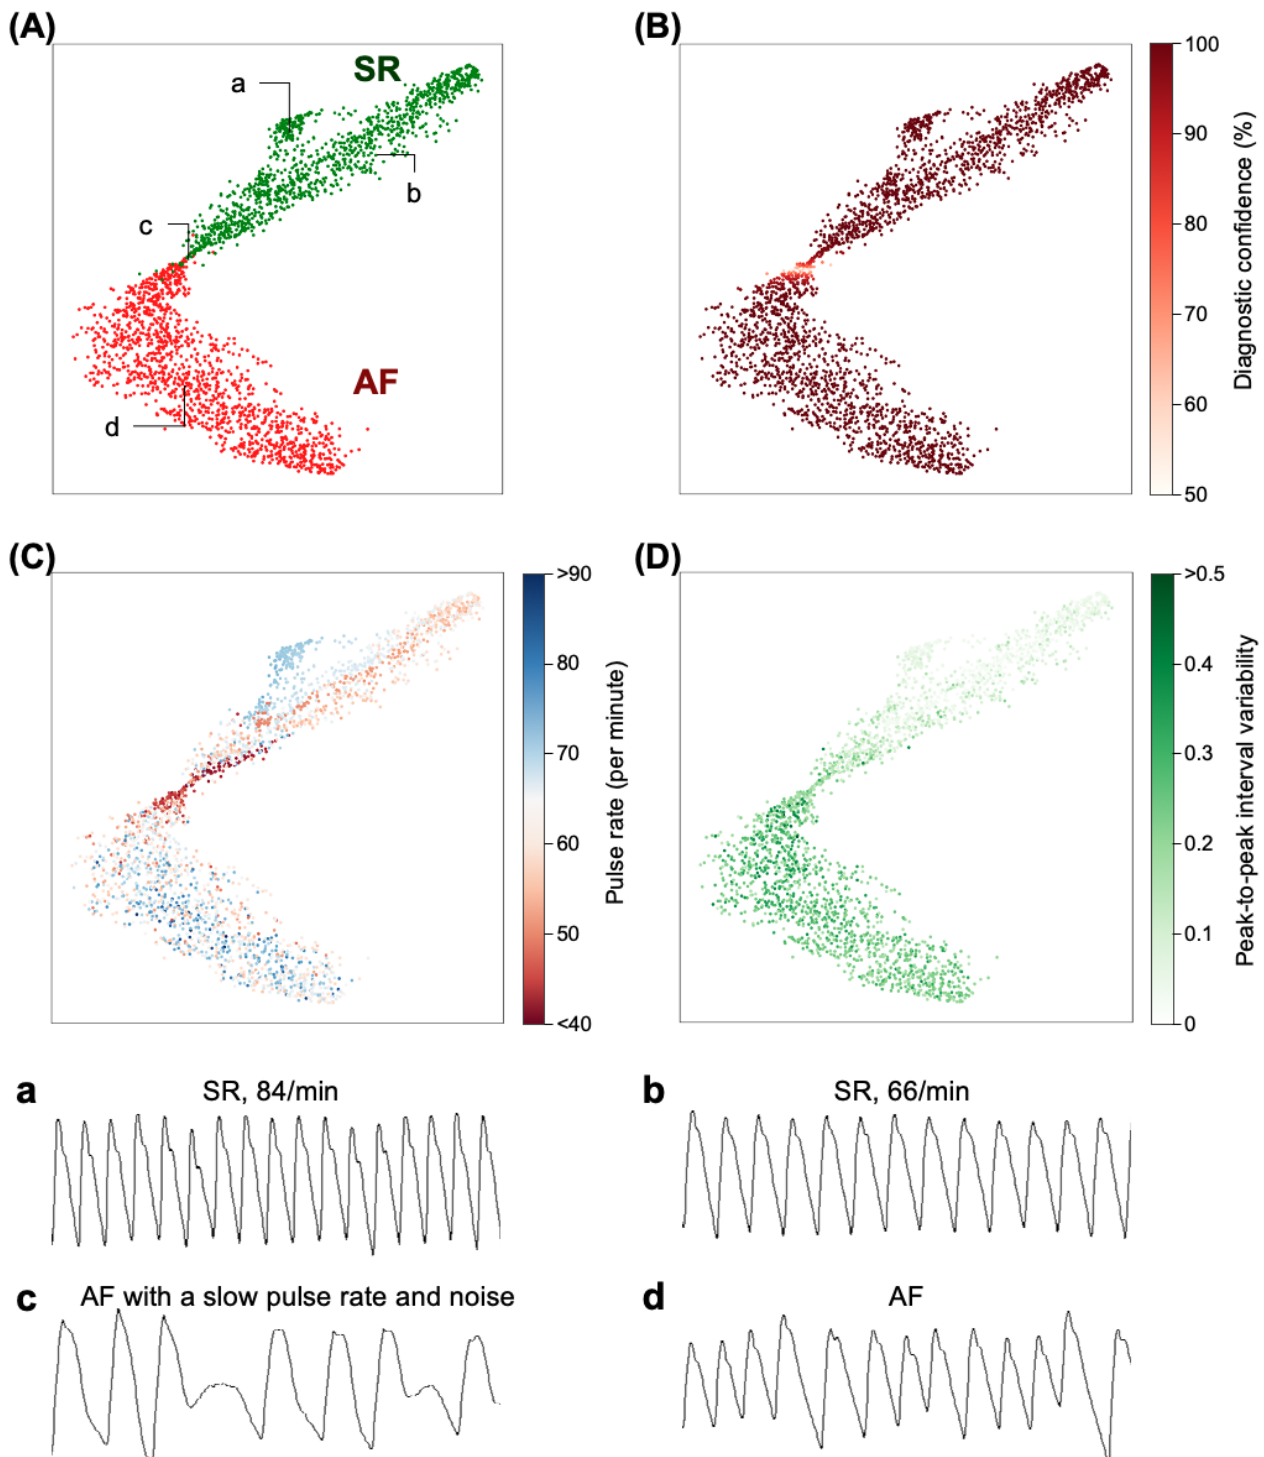 (A)
SR
a
b
c
AF
d
(B)
100
90
80
70
60
50
Diagnostic confidence (%)
(C)
>90
80
70
60
50
<40
Pulse rate (per minute)
(D)
>0.5
0.4
0.3
0.2
0.1
0
Peak-to-peak interval variability
a
SR, 84/min
b
SR, 66/min
c
AF with a slow pulse rate and noise
d
AF